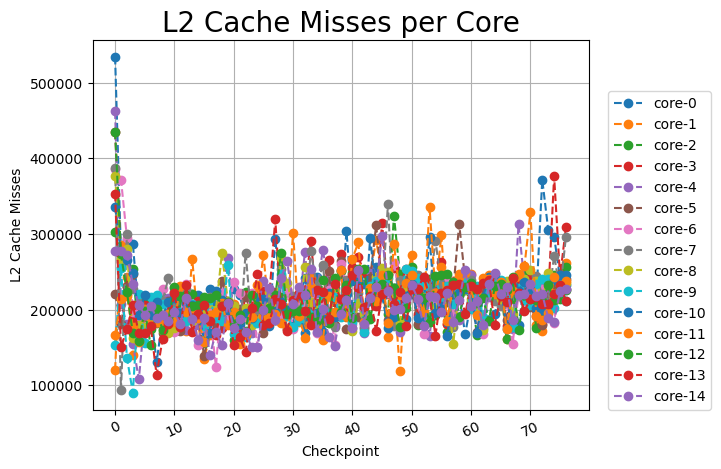 L2 Cache Misses per Core
L2 Cache Misses
500000
400000
300000
200000
100000
0
10
20
30
40
50
60
70
Checkpoint
core-0
core-1
core-2
core-3
core-4
core-5
core-6
core-7
core-8
core-9
core-10
core-11
core-12
core-13
core-14